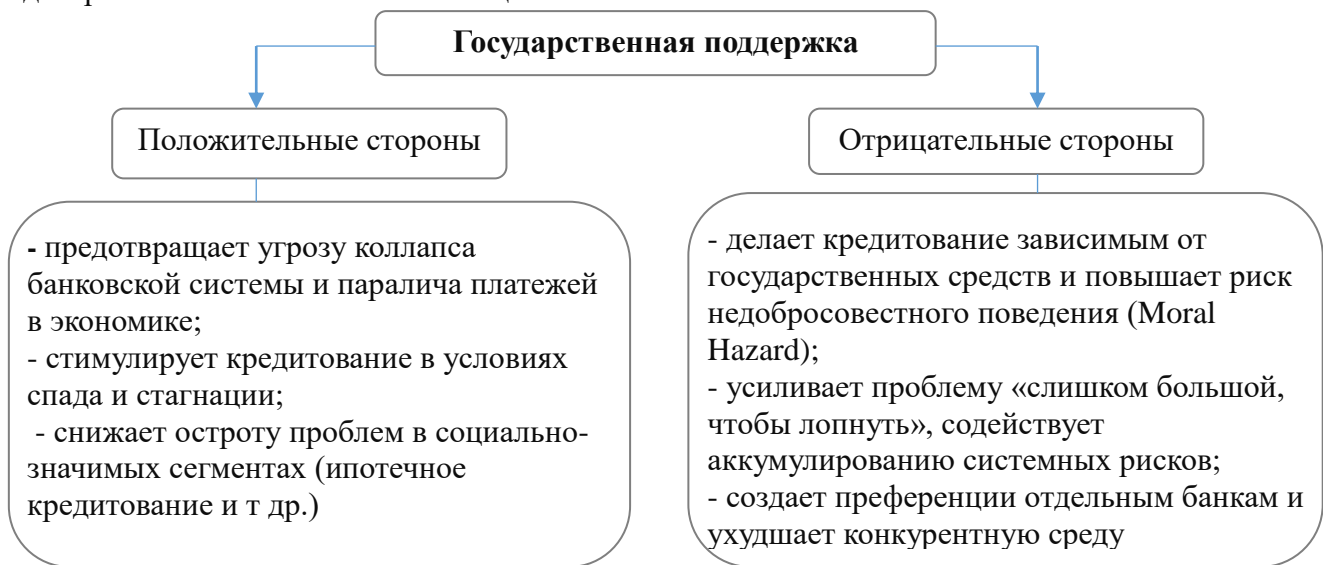 Государственная поддержка
Положительные стороны
Отрицательные стороны
- предотвращает угрозу коллапса
банковской системы и паралича платежей
в экономике;
- стимулирует кредитование в условиях
спада и стагнации;
- снижает остроту проблем в социально-
значимых сегментах (ипотечное
кредитование и т др.)
- делает кредитование зависимым от
государственных средств и повышает риск
недобросовестного поведения (Moral
Hazard);
- усиливает проблему «слишком большой,
чтобы лопнуть», содействует
аккумулированию системных рисков;
- создает преференции отдельным банкам и
ухудшает конкурентную среду